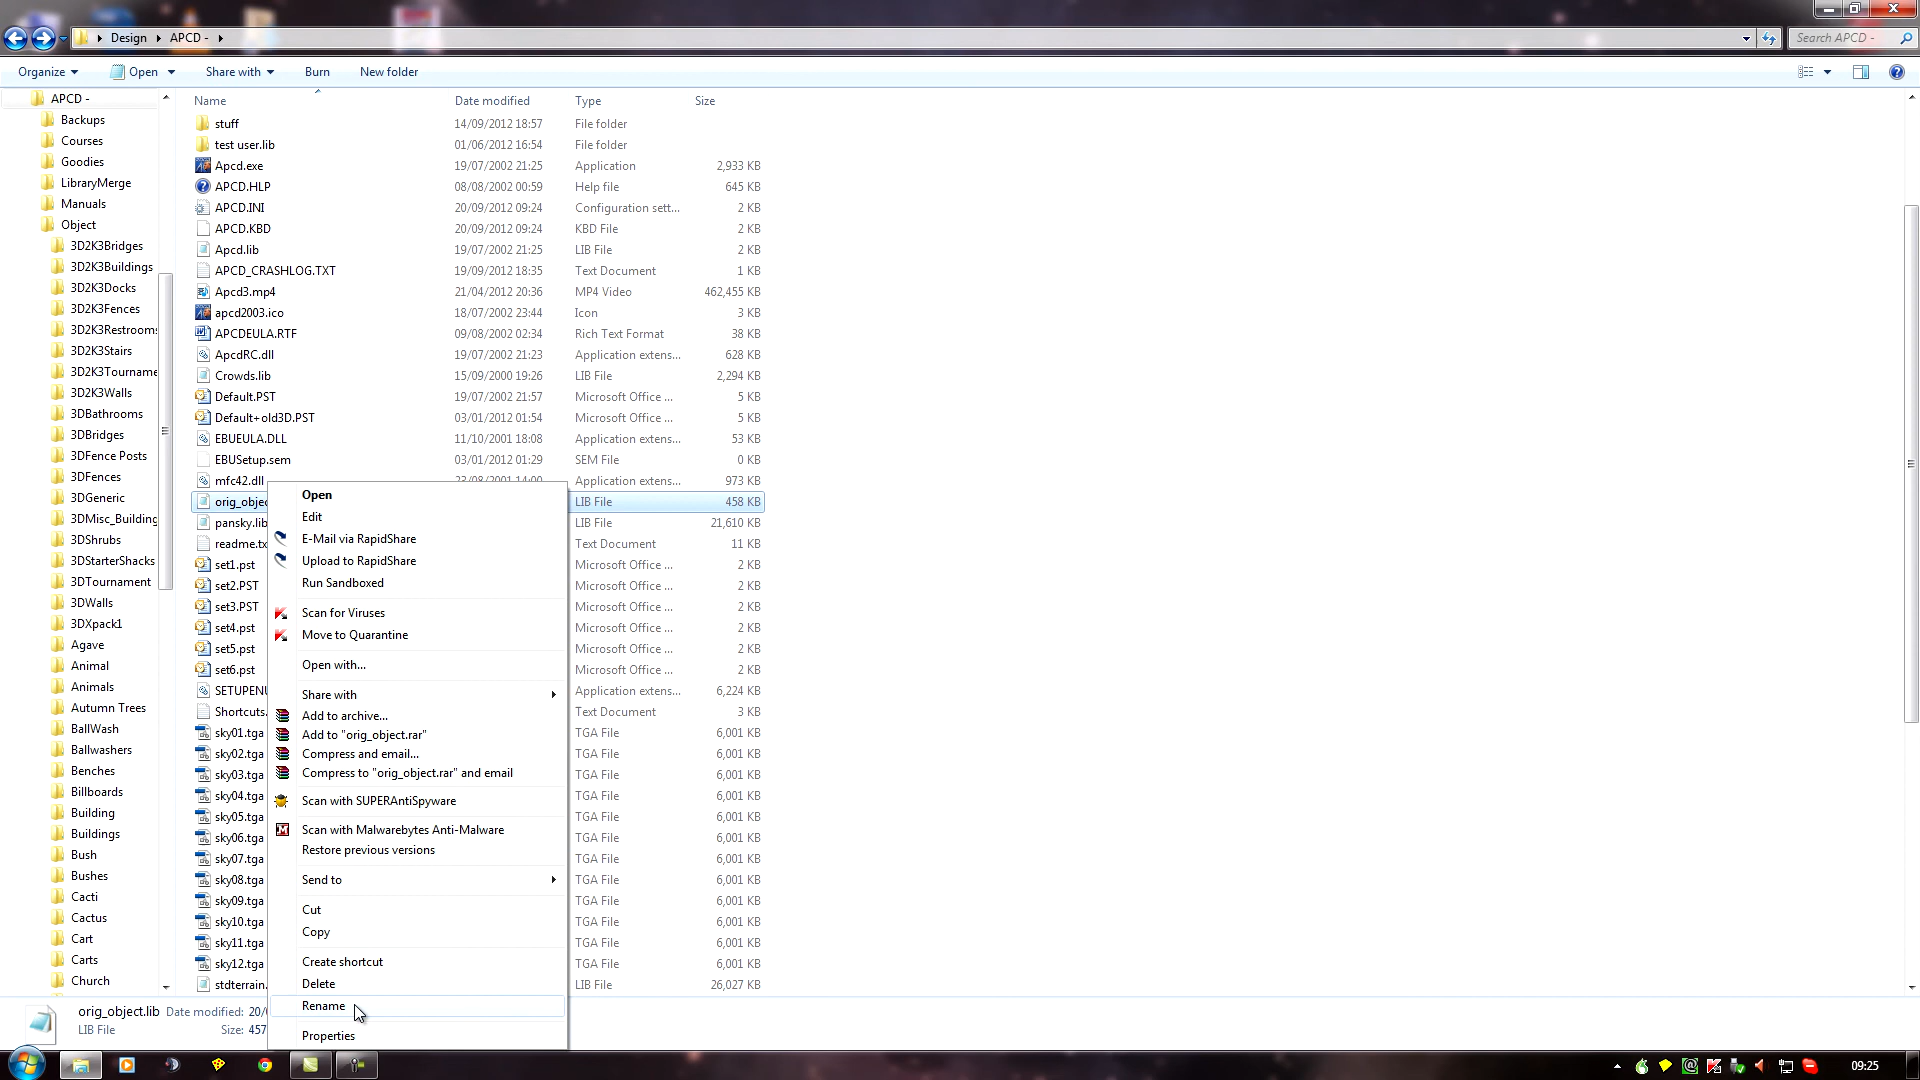 Design
APCD -
Search APCD -
Organize
Open
Share with
Burn
New folder
APCD -
Backups
Courses
Goodies
LibraryMerge
Manuals
Object
3D2K3Bridges
3D2K3Buildings
3D2K3Docks
3D2K3Fences
3D2K3Restrooms
3D2K3Stairs
3D2K3Tourname
3D2K3Walls
3DBathrooms
3DBridges
3DFence Posts
3DFences
3DGeneric
3DMisc_Building
3DShrubs
3DStarterShacks
3DTournament
3DWalls
3DXpack1
Agave
Animal
Animals
Autumn Trees
BallWash
Ballwashers
Benches
Billboards
Building
Buildings
Bush
Bushes
Cacti
Cactus
Cart
Carts
Church
Name Date modified Type Size
stuff 14/09/2012 18:57 File folder
test user.lib 01/06/2012 16:54 File folder
Apcd.exe 19/07/2002 21:25 Application 2,933 KB
APCD.HLP 08/08/2002 00:59 Help file 645 KB
APCD.INI 20/09/2012 09:24 Configuration sett... 2 KB
APCD.KBD 20/09/2012 09:24 KBD File 2 KB
Apcd.lib 19/07/2002 21:25 LIB File 2 KB
APCD_CRASHLOG.TXT 19/09/2012 18:35 Text Document 1 KB
Apcd3.mp4 21/04/2012 20:36 MP4 Video 462,455 KB
apcd2003.ico 18/07/2002 23:44 Icon 3 KB
APCDEULA.RTF 09/08/2002 02:34 Rich Text Format 38 KB
ApcdRC.dll 19/07/2002 21:23 Application extens... 628 KB
Crowds.lib 15/09/2000 19:26 LIB File 2,294 KB
Default.PST 19/07/2002 21:57 Microsoft Office ... 5 KB
Default+old3D.PST 03/01/2012 01:54 Microsoft Office ... 5 KB
EBUEULA.DLL 11/10/2001 18:08 Application extens... 53 KB
EBUSetup.sem 03/01/2012 01:29 SEM File 0 KB
mfc42.dll 23/08/2001 14:00 Application extens... 973 KB
orig_objec LIB File 458 KB
pansky.lib LIB File 21,610 KB
readme.tx Text Document 11 KB
set1.pst Microsoft Office ... 2 KB
set2.PST Microsoft Office ... 2 KB
set3.PST Microsoft Office ... 2 KB
set4.pst Microsoft Office ... 2 KB
set5.pst Microsoft Office ... 2 KB
set6.pst Microsoft Office ... 2 KB
SETUPENU Application extens... 6,224 KB
Shortcuts. Text Document 3 KB
sky01.tga TGA File 6,001 KB
sky02.tga TGA File 6,001 KB
sky03.tga TGA File 6,001 KB
sky04.tga TGA File 6,001 KB
sky05.tga TGA File 6,001 KB
sky06.tga TGA File 6,001 KB
sky07.tga TGA File 6,001 KB
sky08.tga TGA File 6,001 KB
sky09.tga TGA File 6,001 KB
sky10.tga TGA File 6,001 KB
sky11.tga TGA File 6,001 KB
sky12.tga TGA File 6,001 KB
stdterrain. LIB File 26,027 KB
Open
Edit
E-Mail via RapidShare
Upload to RapidShare
Run Sandboxed
Scan for Viruses
Move to Quarantine
Open with...
Share with
Add to archive...
Add to "orig_object.rar"
Compress and email...
Compress to "orig_object.rar" and email
Scan with SUPERAntiSpyware
Scan with Malwarebytes Anti-Malware
Restore previous versions
Send to
Cut
Copy
Create shortcut
Delete
Rename
Properties
orig_object.lib Date modified: 20/
LIB File Size: 457
09:25